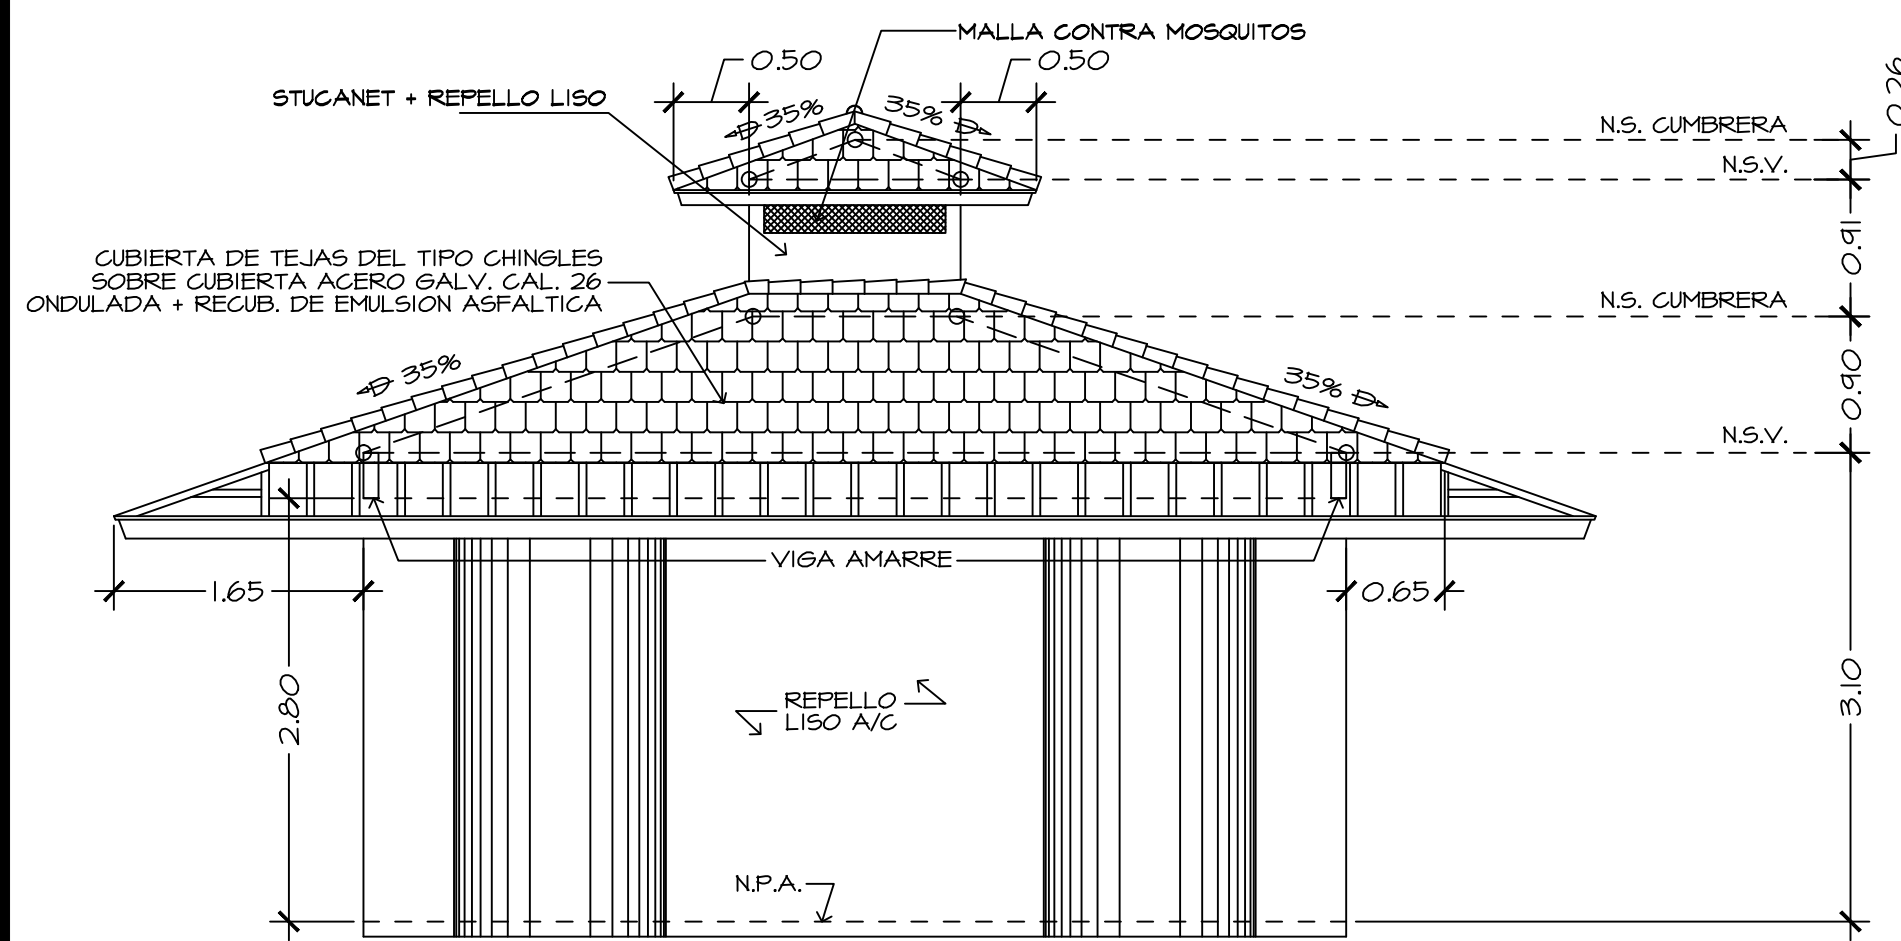 MALLA CONTRA MOSQUITOS
0.50
0.50
0.26
STUCANET + REPELLO LISO
35%
35%
N.S. CUMBRERA
N.S.V.
0.91
CUBIERTA DE TEJAS DEL TIPO CHINGLES
SOBRE CUBIERTA ACERO GALV. CAL. 26
ONDULADA + RECUB. DE EMULSION ASFALTICA
N.S. CUMBRERA
35%
35%
0.90
N.S.V.
VIGA AMARRE
1.65
0.65
2.80
REPELLO
LISO A/C
3.10
N.P.A.